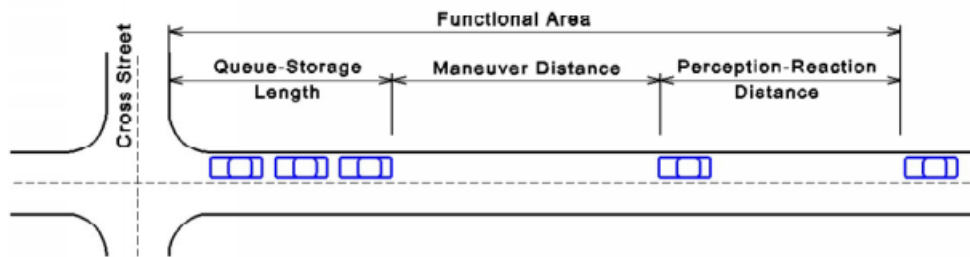 Functional Area
Queue-Storage
Length
Maneuver Distance
Perception-Reaction
Distance
Cross Street